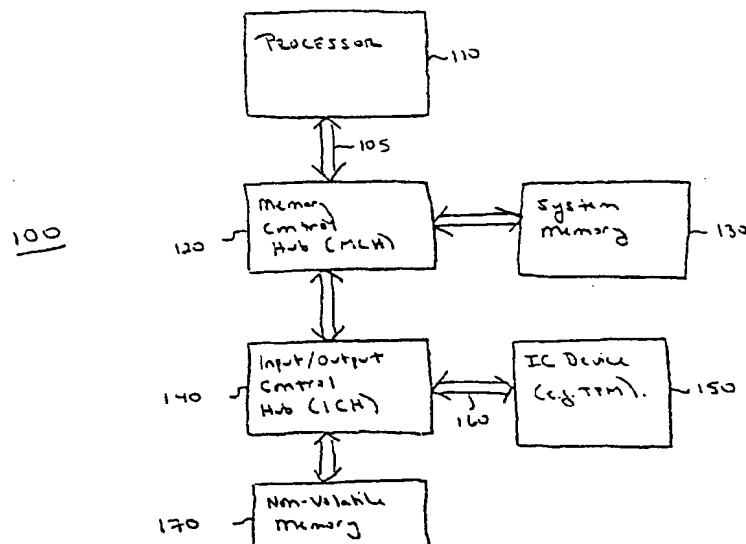 PROCESSOR
110
105
Memory
Control
Hub (MCH)
120
System
Memory
130
100
Input/Output
Control
Hub (ICH)
140
IC Device
(e.g. TPM).
150
160
Non-Volatile
Memory
170